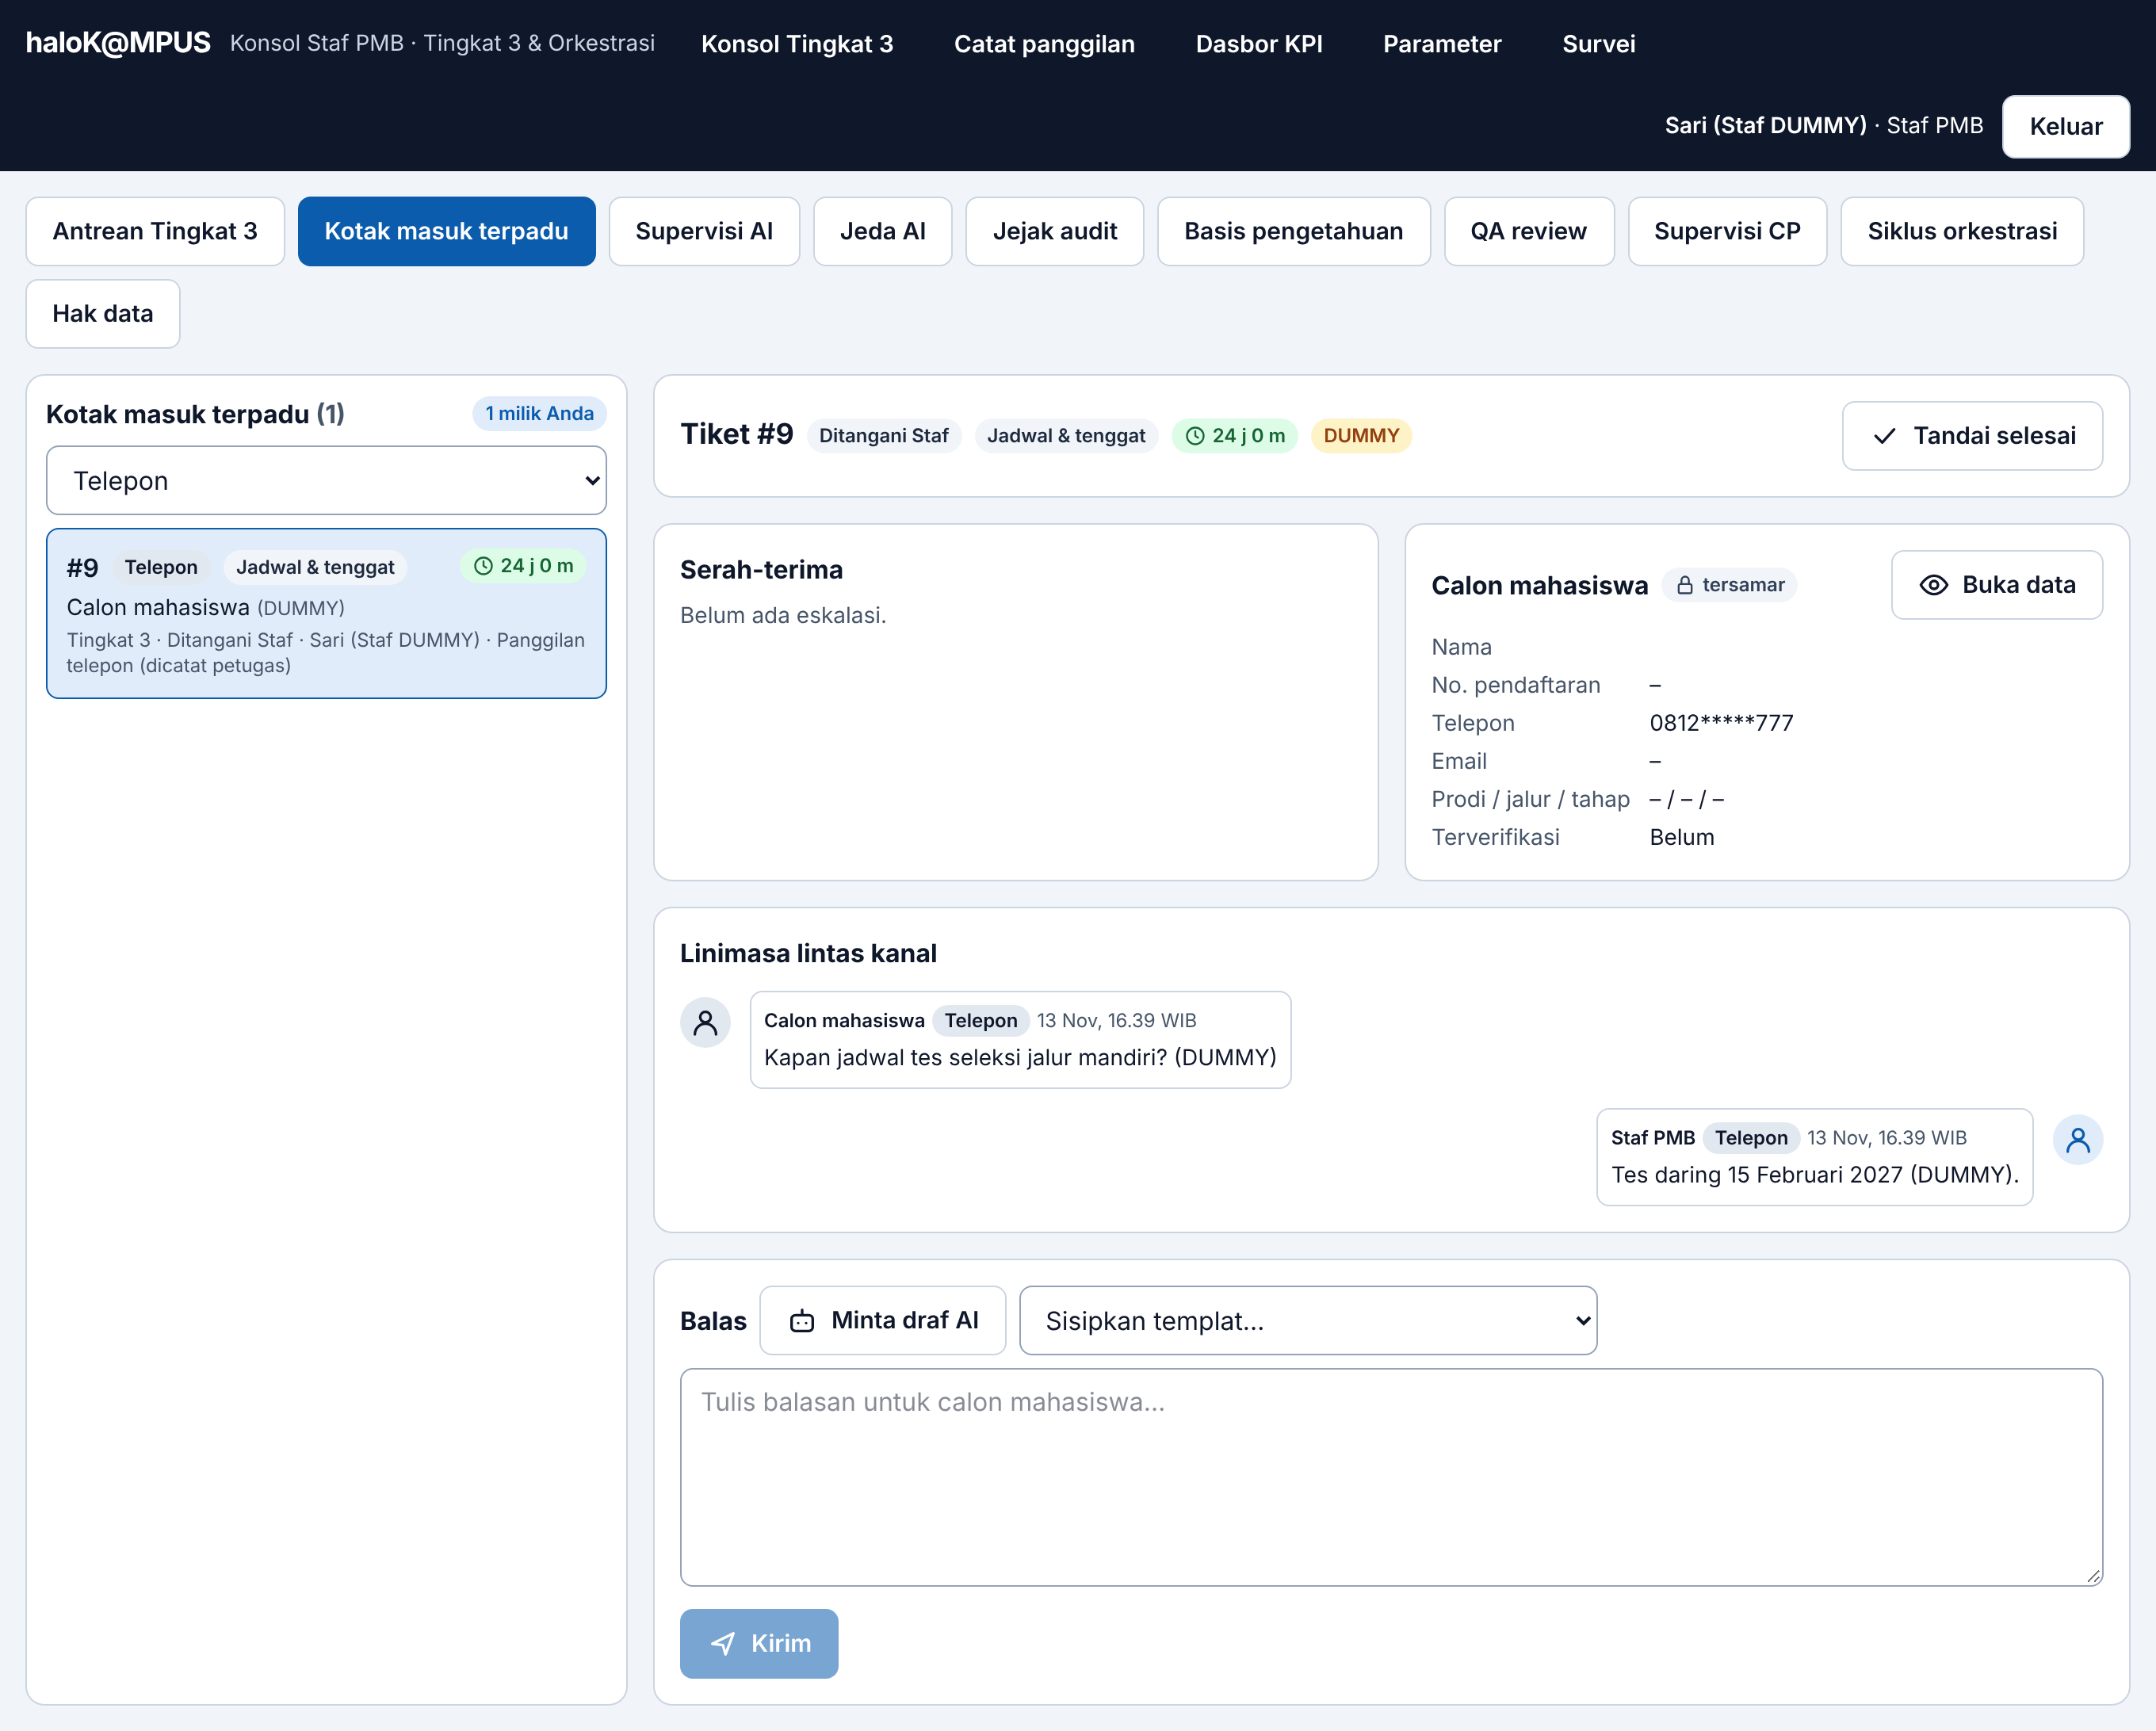 haloK@MPUS Konsol Staf PMB · Tingkat 3 & Orkestrasi Konsol Tingkat 3 Catat panggilan Dasbor KPI Parameter Survei
Sari (Staf DUMMY) · Staf PMB Keluar
Antrean Tingkat 3 Kotak masuk terpadu Supervisi AI Jeda AI Jejak audit Basis pengetahuan QA review Supervisi CP Siklus orkestrasi
Hak data
Kotak masuk terpadu (1) 1 milik Anda
Telepon
#9 Telepon Jadwal & tenggat 24 j 0 m
Calon mahasiswa (DUMMY)
Tingkat 3 · Ditangani Staf · Sari (Staf DUMMY) · Panggilan
telepon (dicatat petugas)
Tiket #9 Ditangani Staf Jadwal & tenggat 24 j 0 m DUMMY Tandai selesai
Serah-terima
Belum ada eskalasi.
Calon mahasiswa tersamar Buka data
Nama
No. pendaftaran –
Telepon 0812*****777
Email –
Prodi / jalur / tahap – / – / –
Terverifikasi Belum
Linimasa lintas kanal
Calon mahasiswa Telepon 13 Nov, 16.39 WIB
Kapan jadwal tes seleksi jalur mandiri? (DUMMY)
Staf PMB Telepon 13 Nov, 16.39 WIB
Tes daring 15 Februari 2027 (DUMMY).
Balas Minta draf AI Sisipkan templat...
Tulis balasan untuk calon mahasiswa...
Kirim